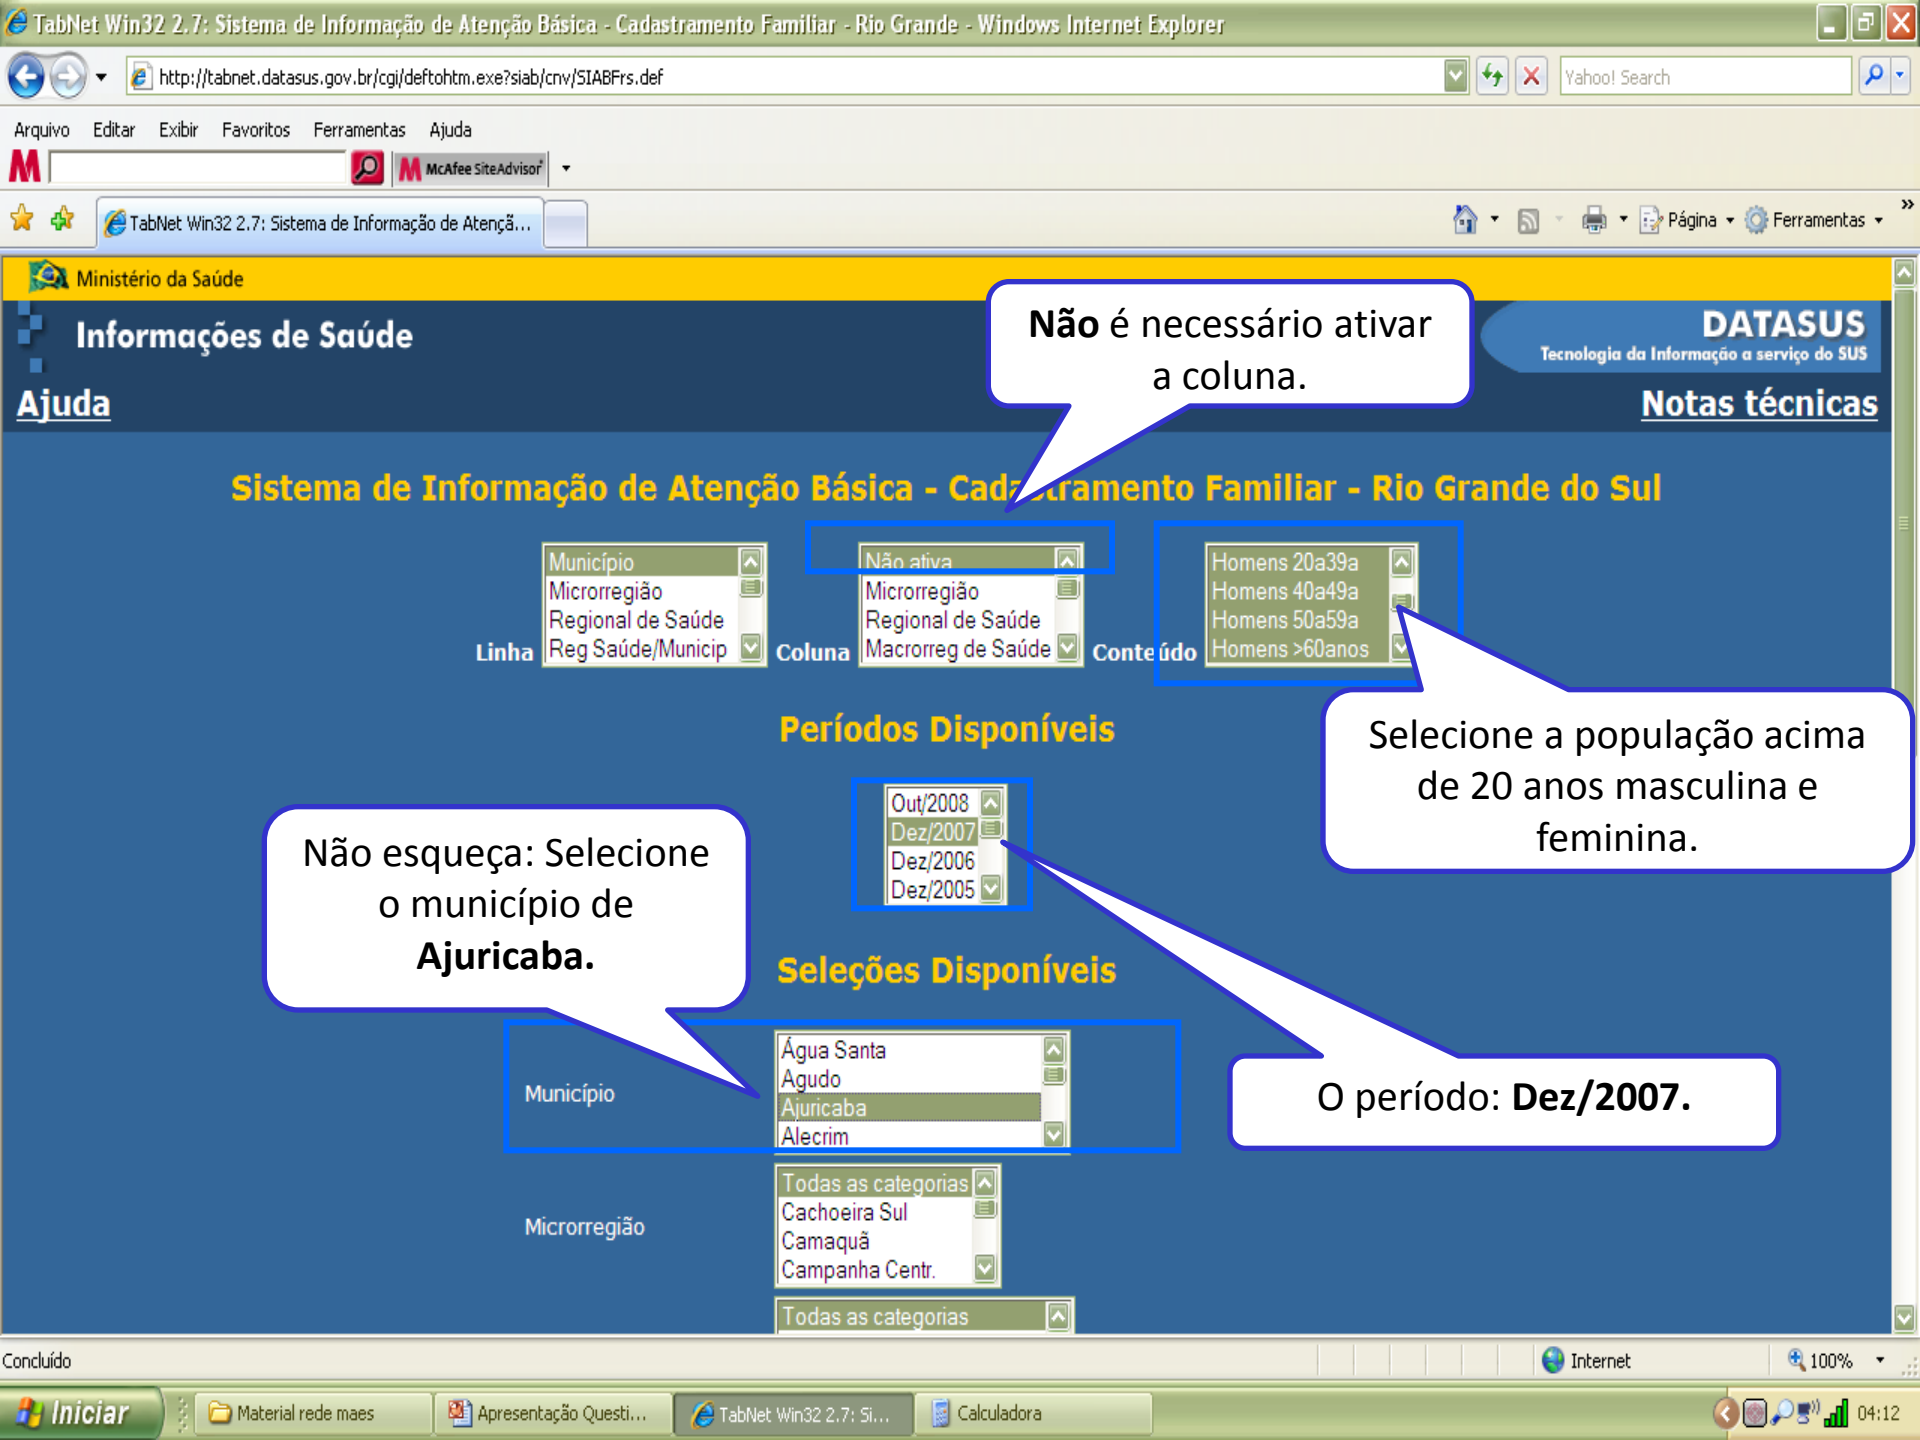 TabNet Win32 2.7: Sistema de Informação de Atenção Básica - Cadastramento Familiar - Rio Grande - Windows Internet Explorer
http://tabnet.datasus.gov.br/cgi/deftohtm.exe?siab/cnv/SIABFrs.def
Yahoo! Search
Arquivo Editar Exibir Favoritos Ferramentas Ajuda
M McAfee SiteAdvisor
TabNet Win32 2.7: Sistema de Informação de Atençã...
Página Ferramentas »
Ministério da Saúde
Informações de Saúde
DATASUS
Tecnologia da Informação a serviço do SUS
Ajuda
Notas técnicas
Não é necessário ativar
a coluna.
Sistema de Informação de Atenção Básica - Cadastramento Familiar - Rio Grande do Sul
Linha
Município
Microrregião
Regional de Saúde
Reg Saúde/Municip
Coluna
Não ativa
Microrregião
Regional de Saúde
Macrorreg de Saúde
Conteúdo
Homens 20a39a
Homens 40a49a
Homens 50a59a
Homens >60anos
Selecione a população acima
de 20 anos masculina e
feminina.
Períodos Disponíveis
Out/2008
Dez/2007
Dez/2006
Dez/2005
Não esqueça: Selecione
o município de
Ajuricaba.
O período: Dez/2007.
Seleções Disponíveis
Município
Água Santa
Agudo
Ajuricaba
Alecrim
Microrregião
Todas as categorias
Cachoeira Sul
Camaquã
Campanha Centr.
Todas as categorias
Concluído
Internet
100%
Iniciar
Material rede maes
Apresentação Questi...
TabNet Win32 2.7: Si...
Calculadora
04:12